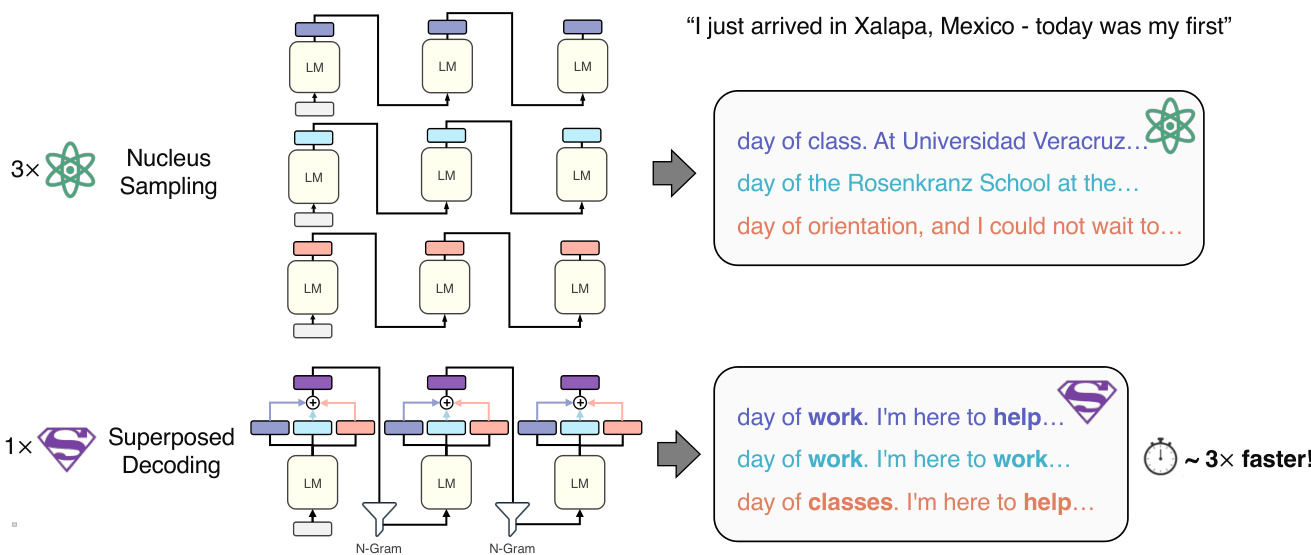 “I just arrived in Xalapa, Mexico - today was my first”
LM
LM
LM
3×
Nucleus
Sampling
LM
LM
LM
LM
LM
LM
day of class. At Universidad Veracruz…
day of the Rosenkranz School at the…
day of orientation, and I could not wait to…
1×
S
Superposed
Decoding
LM
LM
LM
N-Gram
N-Gram
S
day of work. I'm here to help…
day of work. I'm here to work…
day of classes. I'm here to help…
~ 3× faster!